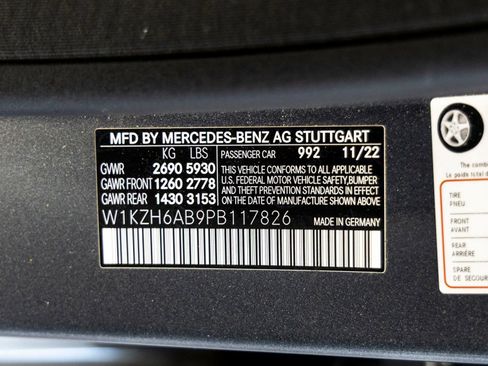 MFD BY MERCEDES-BENZ AG STUTTGART
KG LBS
GVWR 2690 5930
GAWR FRONT 1260 2778
GAWR REAR 1430 3153
PASSENGER CAR 992 11/22
THIS VEHICLE CONFORMS TO ALL APPLICABLE
U.S. FEDERAL MOTOR VEHICLE SAFETY,BUMPER
AND THEFT PREVENTION STANDARDS IN EFFECT
ON THE DATE OF MANUFACTURE SHOWN ABOVE.
W1KZH6AB9PB117826
MADE IN GERMANY
TIRE
PNEU
FRONT
AVANT
REAR
ARRIÈRE
SPARE
DE SECOURS